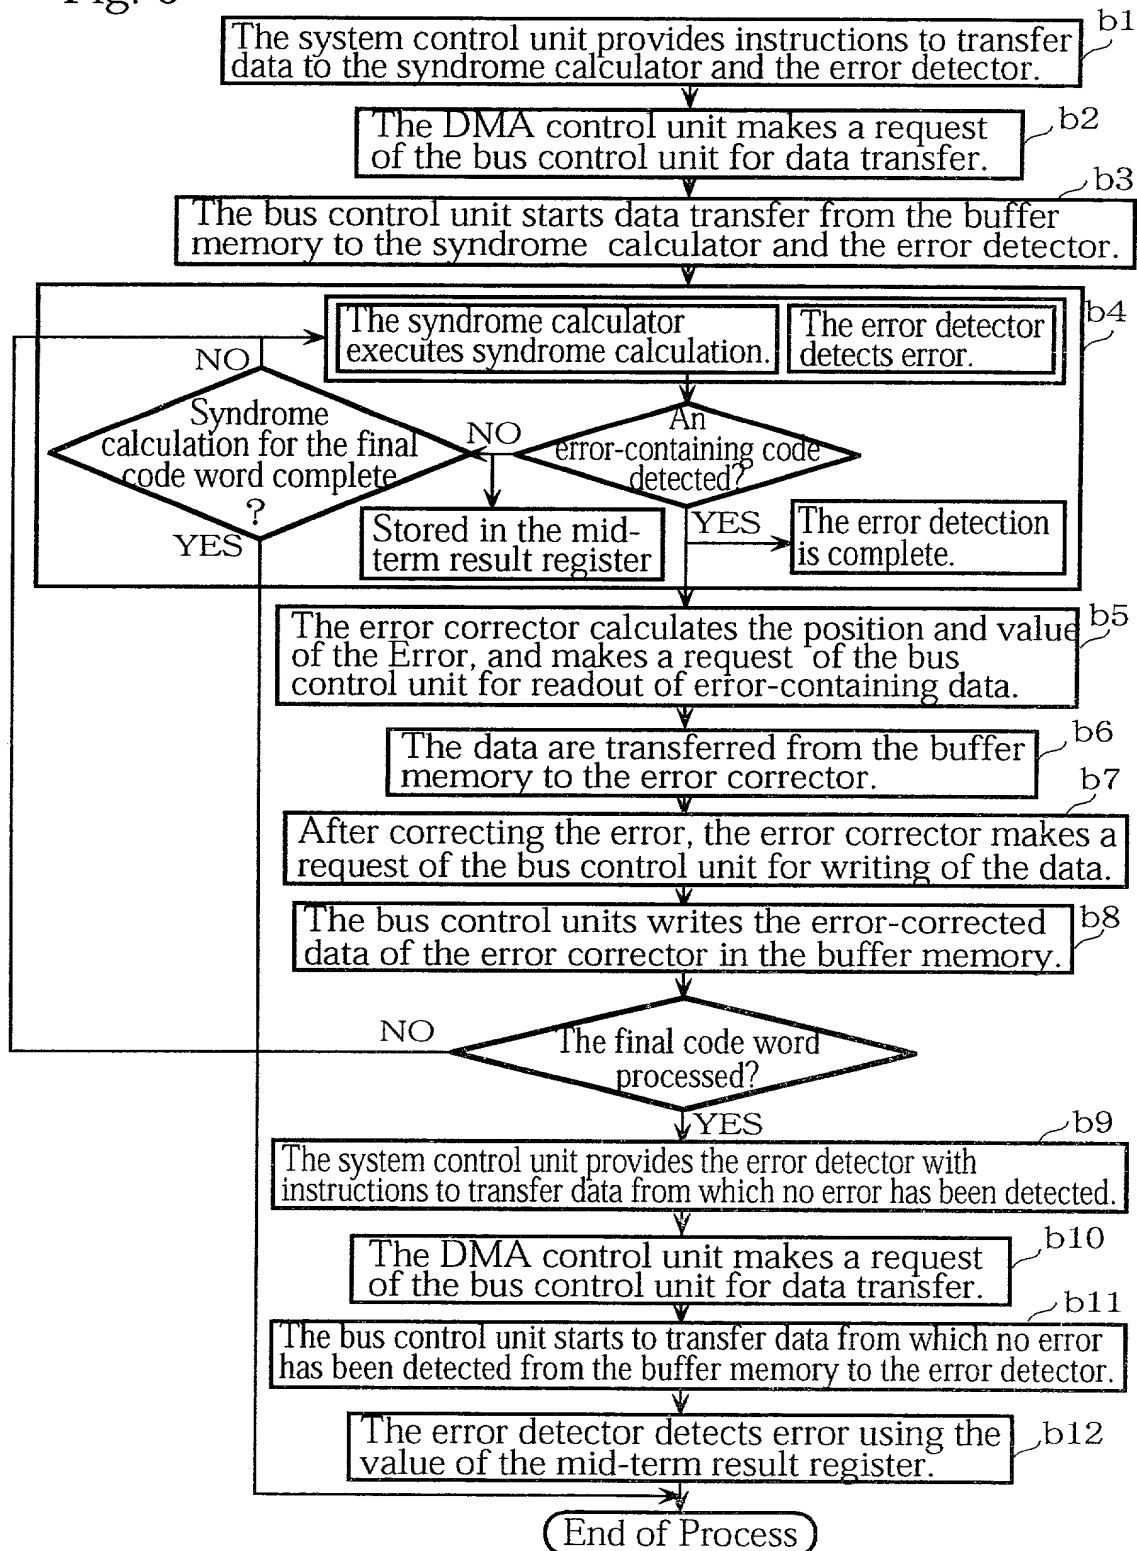 b1
The system control unit provides instructions to transfer
data to the syndrome calculator and the error detector.
b2
The DMA control unit makes a request
of the bus control unit for data transfer.
b3
The bus control unit starts data transfer from the buffer
memory to the syndrome calculator and the error detector.
b4
The syndrome calculator
executes syndrome calculation.
The error detector
detects error.
NO
Syndrome
calculation for the final
code word complete
?
YES
NO
An
error-containing code
detected?
YES
Stored in the mid-
term result register
The error detection
is complete.
b5
The error corrector calculates the position and value
of the Error, and makes a request of the bus
control unit for readout of error-containing data.
b6
The data are transferred from the buffer
memory to the error corrector.
b7
After correcting the error, the error corrector makes a
request of the bus control unit for writing of the data.
b8
The bus control units writes the error-corrected
data of the error corrector in the buffer memory.
NO
The final code word
processed?
YES
b9
The system control unit provides the error detector with
instructions to transfer data from which no error has been detected.
b10
The DMA control unit makes a request
of the bus control unit for data transfer.
b11
The bus control unit starts to transfer data from which no error
has been detected from the buffer memory to the error detector.
b12
The error detector detects error using the
value of the mid-term result register.
End of Process